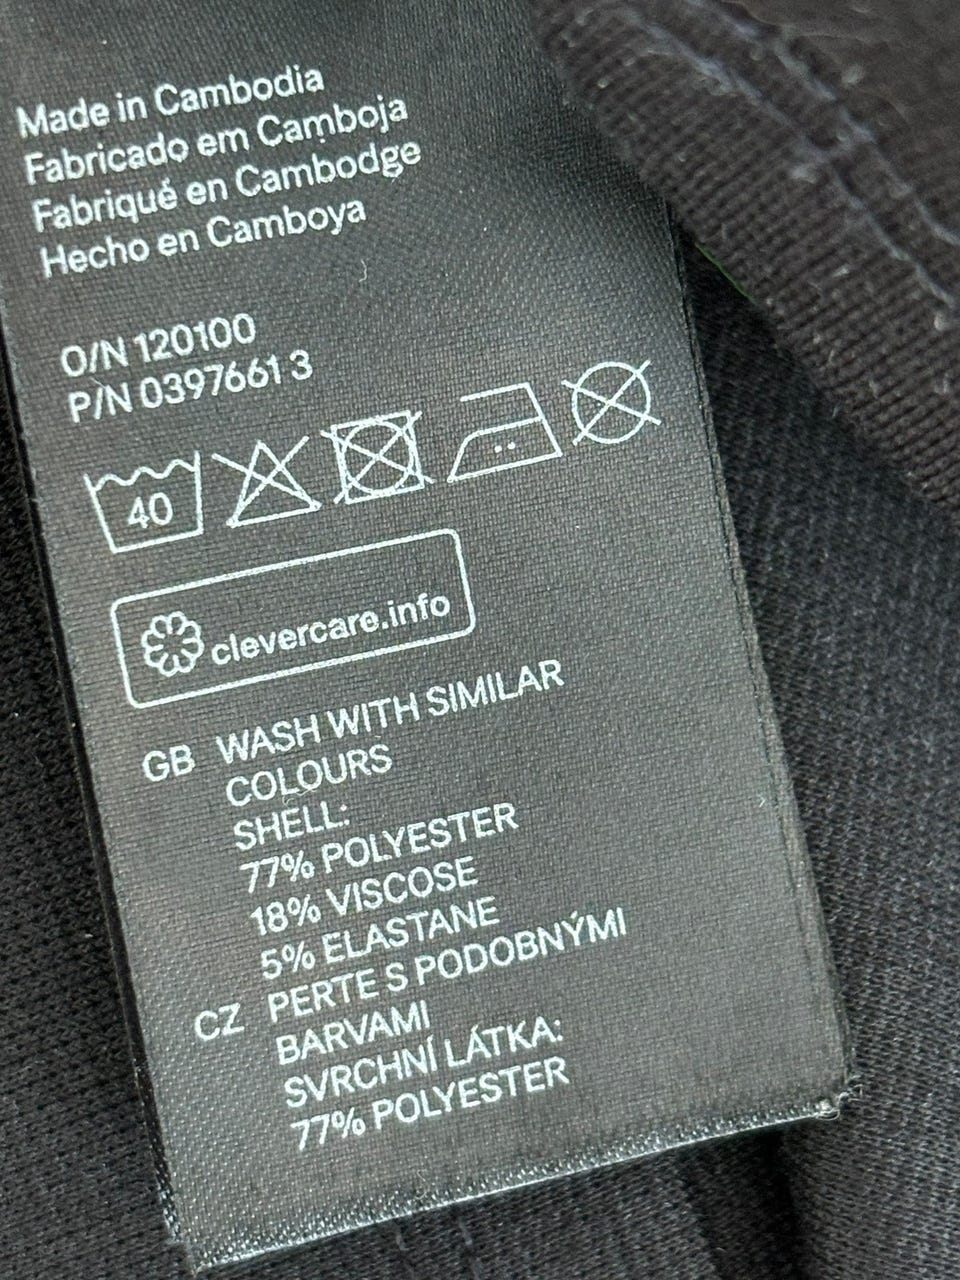 Made in Cambodia
Fabricado em Camboja
Fabriqué en Cambodge
Hecho en Camboya
O/N 120100
P/N 0397661 3
40
clevercare.info
GB WASH WITH SIMILAR
COLOURS
SHELL:
77% POLYESTER
18% VISCOSE
5% ELASTANE
CZ PERTE S PODOBNÝMI
BARVAMI
SVRCHNÍ LÁTKA:
77% POLYESTER